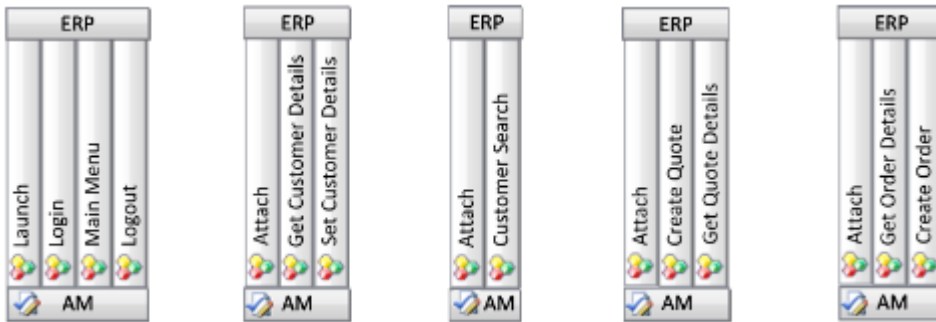 ERP
Launch
Login
Main Menu
Logout
AM
ERP
Attach
Get Customer Details
Set Customer Details
AM
ERP
Attach
Customer Search
AM
ERP
Attach
Create Quote
Get Quote Details
AM
ERP
Attach
Get Order Details
Create Order
AM